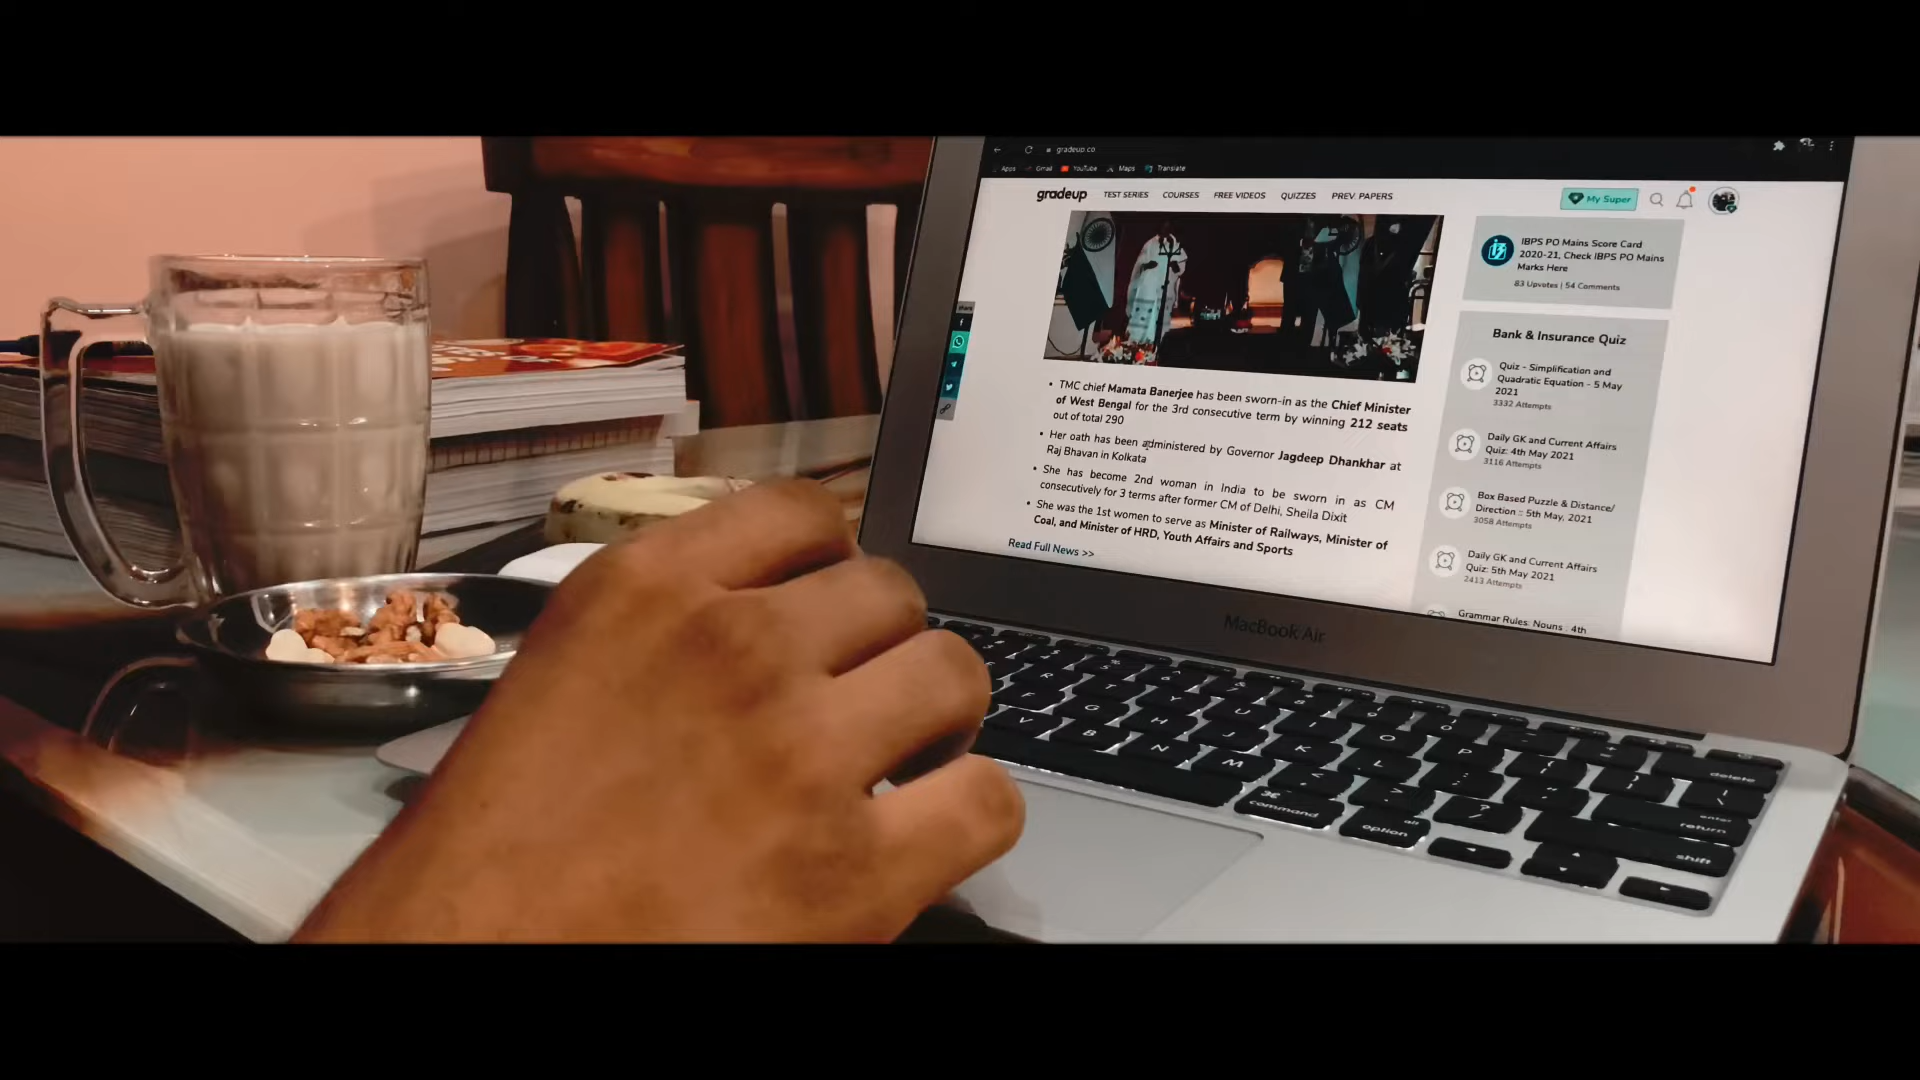 gradeup.co
Apps Gmail YouTube Maps Translate
gradeup TEST SERIES COURSES FREE VIDEOS QUIZZES PREV. PAPERS My Super
share
• TMC chief Mamata Banerjee has been sworn-in as the Chief Minister
of West Bengal for the 3rd consecutive term by winning 212 seats
out of total 290
• Her oath has been administered by Governor Jagdeep Dhankhar at
Raj Bhavan in Kolkata
• She has become 2nd woman in India to be sworn in as CM
consecutively for 3 terms after former CM of Delhi, Sheila Dixit
• She was the 1st women to serve as Minister of Railways, Minister of
Coal, and Minister of HRD, Youth Affairs and Sports
Read Full News >>
IBPS PO Mains Score Card
2020-21, Check IBPS PO Mains
Marks Here
83 Upvotes | 54 Comments
Bank & Insurance Quiz
Quiz - Simplification and
Quadratic Equation - 5 May
2021
3332 Attempts
Daily GK and Current Affairs
Quiz: 4th May 2021
3116 Attempts
Box Based Puzzle & Distance/
Direction :: 5th May, 2021
3058 Attempts
Daily GK and Current Affairs
Quiz: 5th May 2021
2413 Attempts
Grammar Rules: Nouns : 4th
MacBook Air
R T Y U I O P delete
F G H J K L enter return
V B N M shift
command option alt